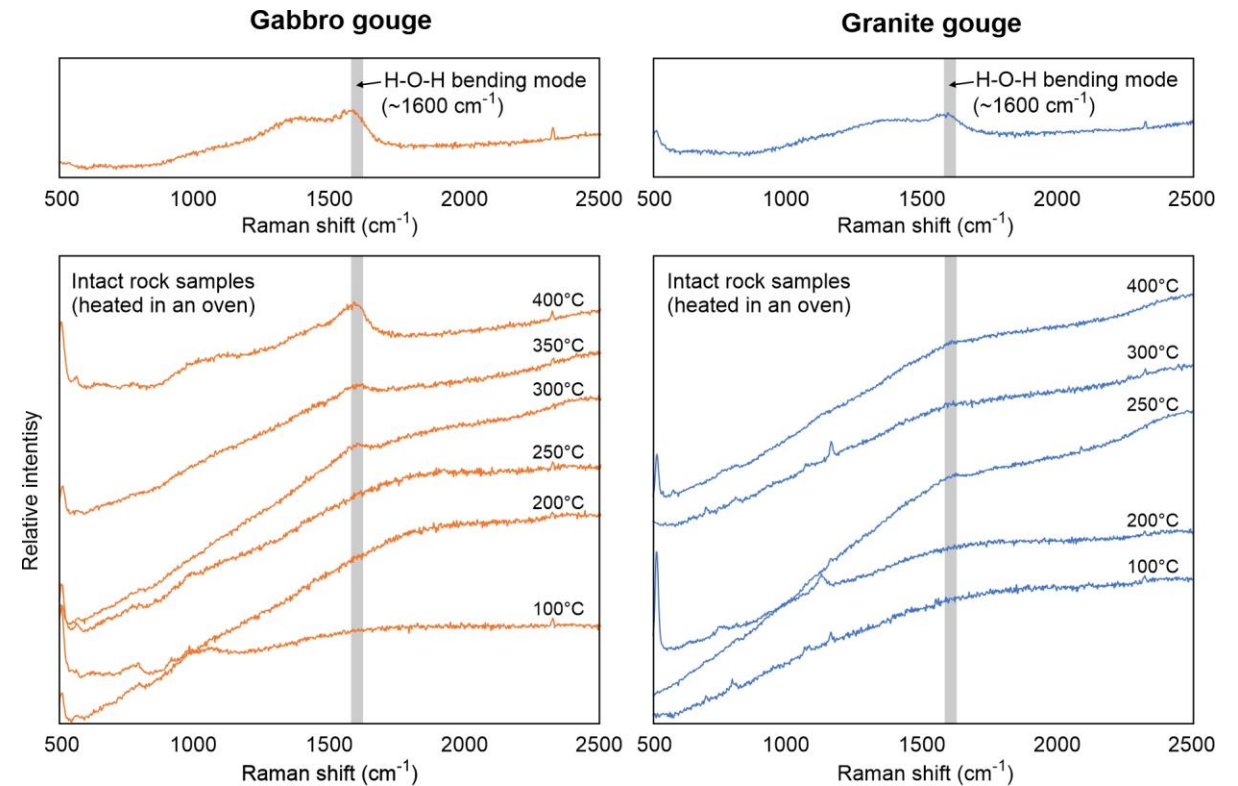 Gabbro gouge
H-O-H bending mode
(~1600 cm-1)
500 1000 1500 2000 2500
Raman shift (cm-1)
Granite gouge
H-O-H bending mode
(~1600 cm-1)
500 1000 1500 2000 2500
Raman shift (cm-1)
Intact rock samples
(heated in an oven)
400°C
350°C
300°C
250°C
200°C
100°C
Relative intentisy
500 1000 1500 2000 2500
Raman shift (cm-1)
Intact rock samples
(heated in an oven)
400°C
300°C
250°C
200°C
100°C
500 1000 1500 2000 2500
Raman shift (cm-1)